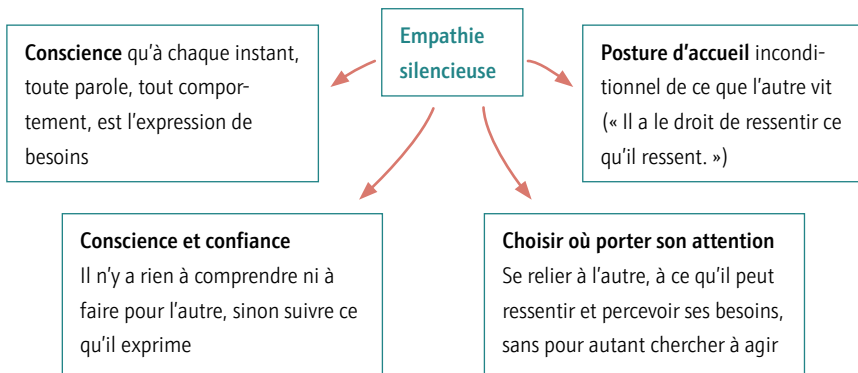 Empathie
silencieuse
Conscience qu'à chaque instant,
toute parole, tout compor-
tement, est l'expression de
besoins
Posture d'accueil incondi-
tionnel de ce que l'autre vit
(« Il a le droit de ressentir ce
qu'il ressent. »)
Conscience et confiance
Il n'y a rien à comprendre ni à
faire pour l'autre, sinon suivre ce
qu'il exprime
Choisir où porter son attention
Se relier à l'autre, à ce qu'il peut
ressentir et percevoir ses besoins,
sans pour autant chercher à agir